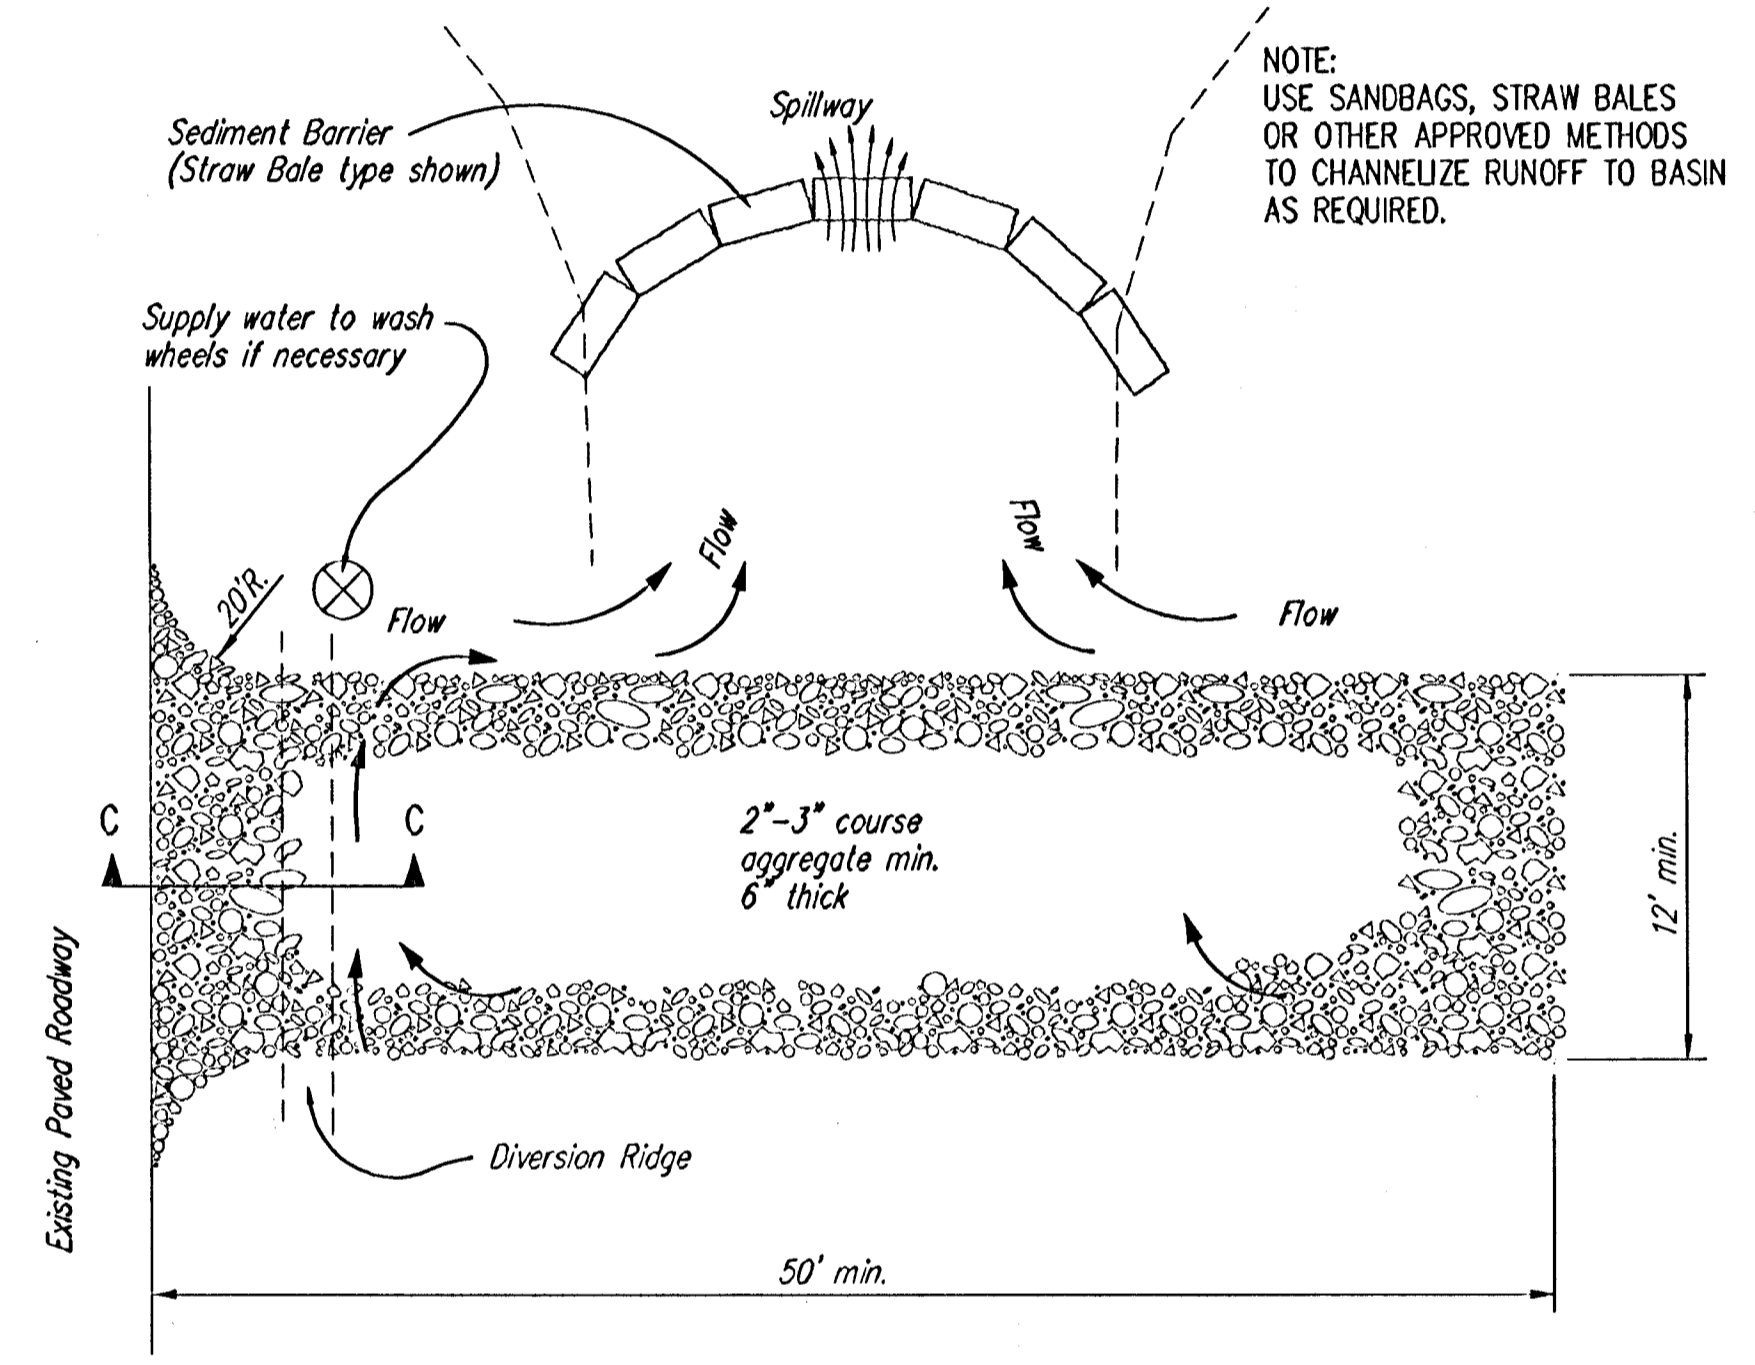 NOTE:
USE SANDBAGS, STRAW BALES
OR OTHER APPROVED METHODS
TO CHANNELIZE RUNOFF TO BASIN
AS REQUIRED.
Spillway
Sediment Barrier
(Straw Bale type shown)
Supply water to wash
wheels if necessary
20'R.
Flow
Flow
Flow
Flow
C
C
2"-3" course
aggregate min.
6" thick
12' min.
Existing Paved Roadway
Diversion Ridge
50' min.